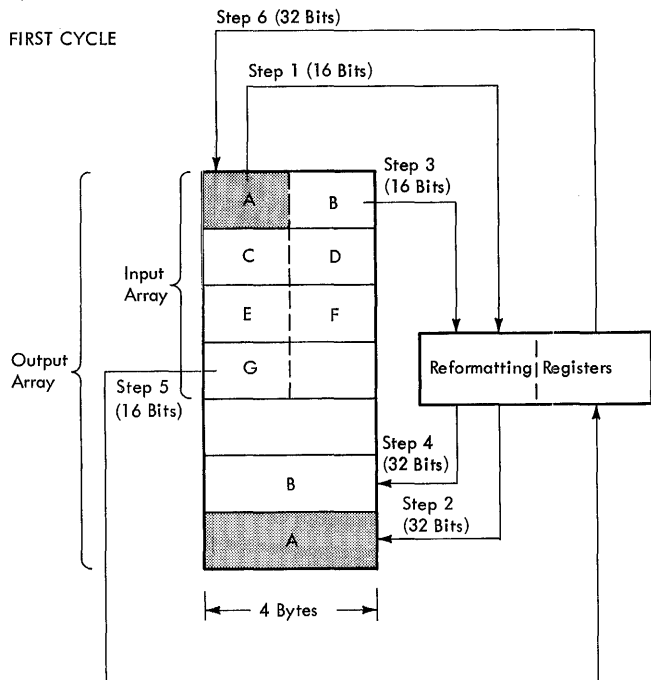 Step 6 (32 Bits)
FIRST CYCLE
Step 1 (16 Bits)
Step 3
(16 Bits)
A
B
C
D
Input
Array
E
F
Output
Array
G
Reformatting
Registers
Step 5
(16 Bits)
Step 4
(32 Bits)
B
Step 2
(32 Bits)
A
4 Bytes